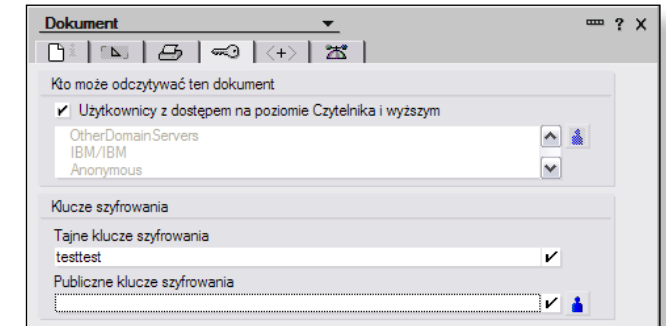 Dokument
? X
i <+>
Kto może odczytywać ten dokument
Użytkownicy z dostępem na poziomie Czytelnika i wyższym
OtherDomainServers
IBM/IBM
Anonymous
Klucze szyfrowania
Tajne klucze szyfrowania
testtest
Publiczne klucze szyfrowania